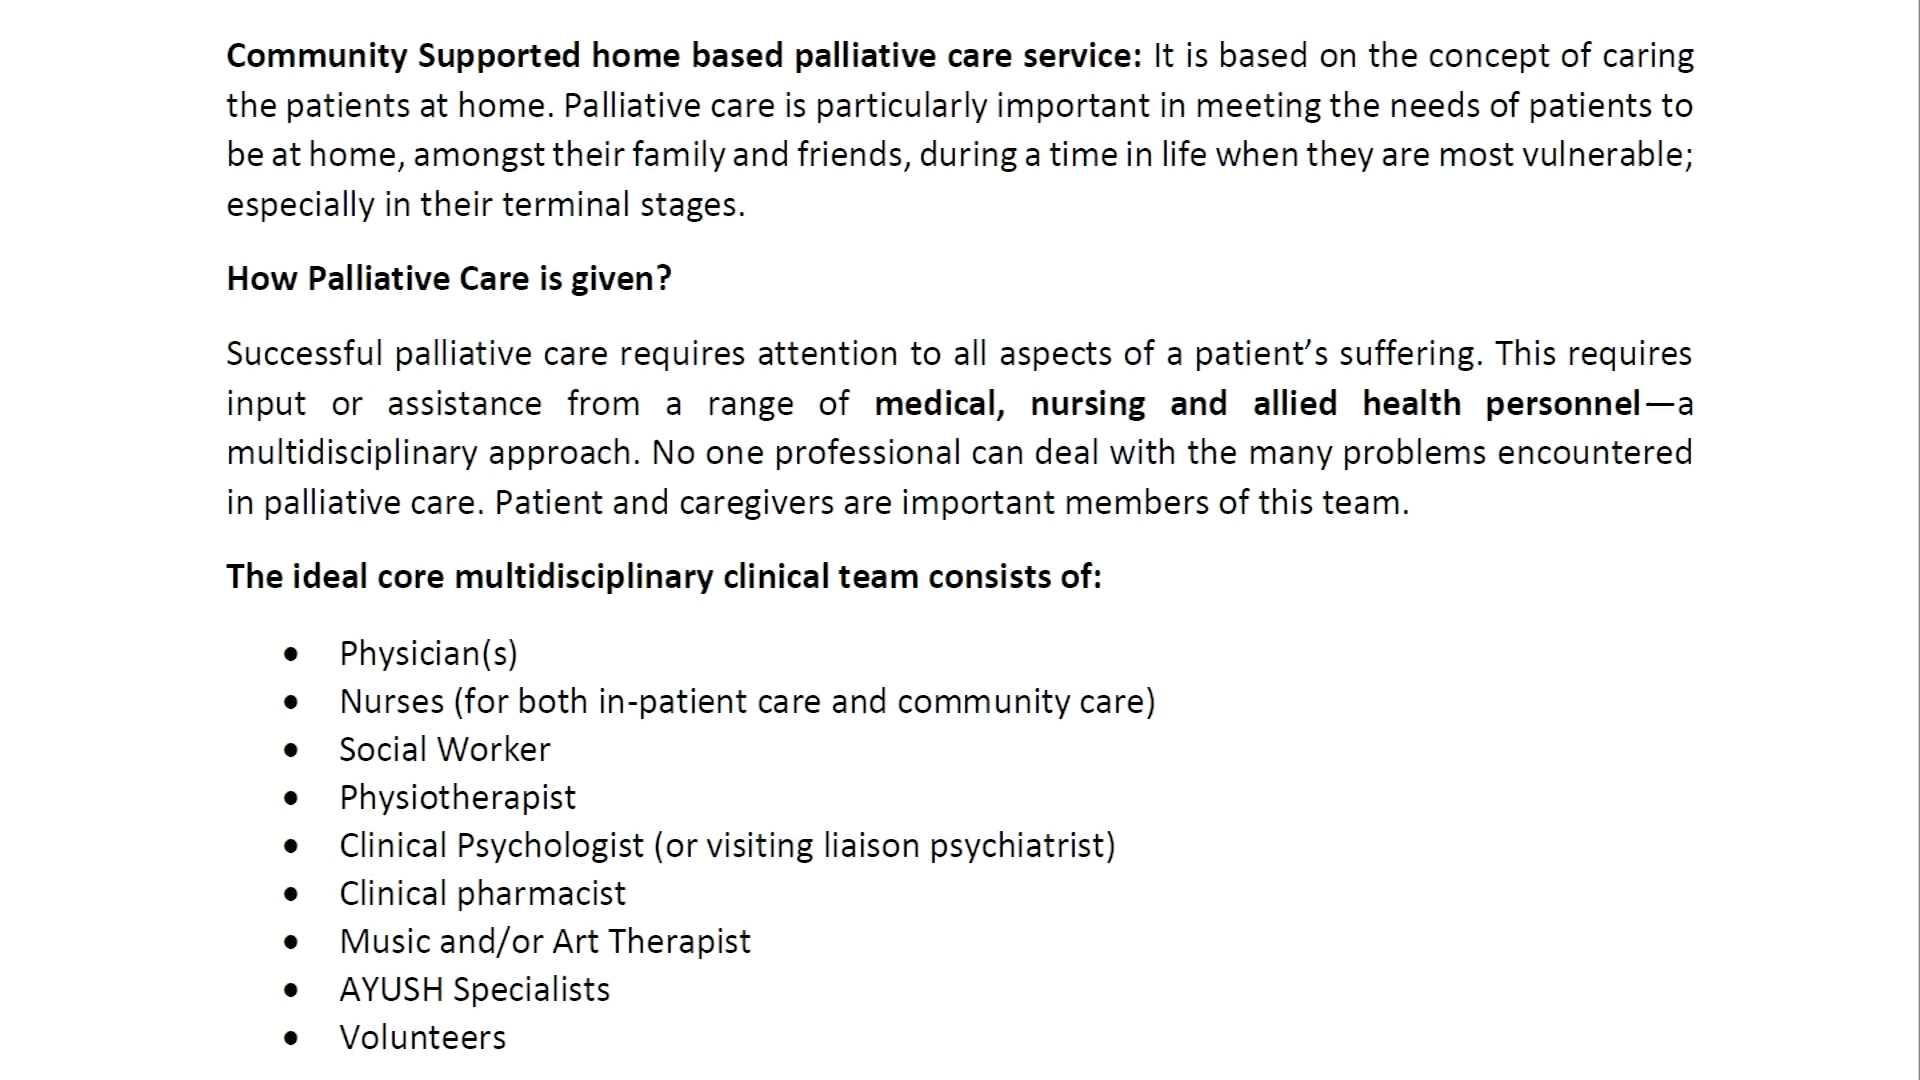 Community Supported home based palliative care service: It is based on the concept of caring
the patients at home. Palliative care is particularly important in meeting the needs of patients to
be at home, amongst their family and friends, during a time in life when they are most vulnerable;
especially in their terminal stages.
How Palliative Care is given?
Successful palliative care requires attention to all aspects of a patient’s suffering. This requires
input or assistance from a range of medical, nursing and allied health personnel—a
multidisciplinary approach. No one professional can deal with the many problems encountered
in palliative care. Patient and caregivers are important members of this team.
The ideal core multidisciplinary clinical team consists of:
• Physician(s)
• Nurses (for both in-patient care and community care)
• Social Worker
• Physiotherapist
• Clinical Psychologist (or visiting liaison psychiatrist)
• Clinical pharmacist
• Music and/or Art Therapist
• AYUSH Specialists
• Volunteers